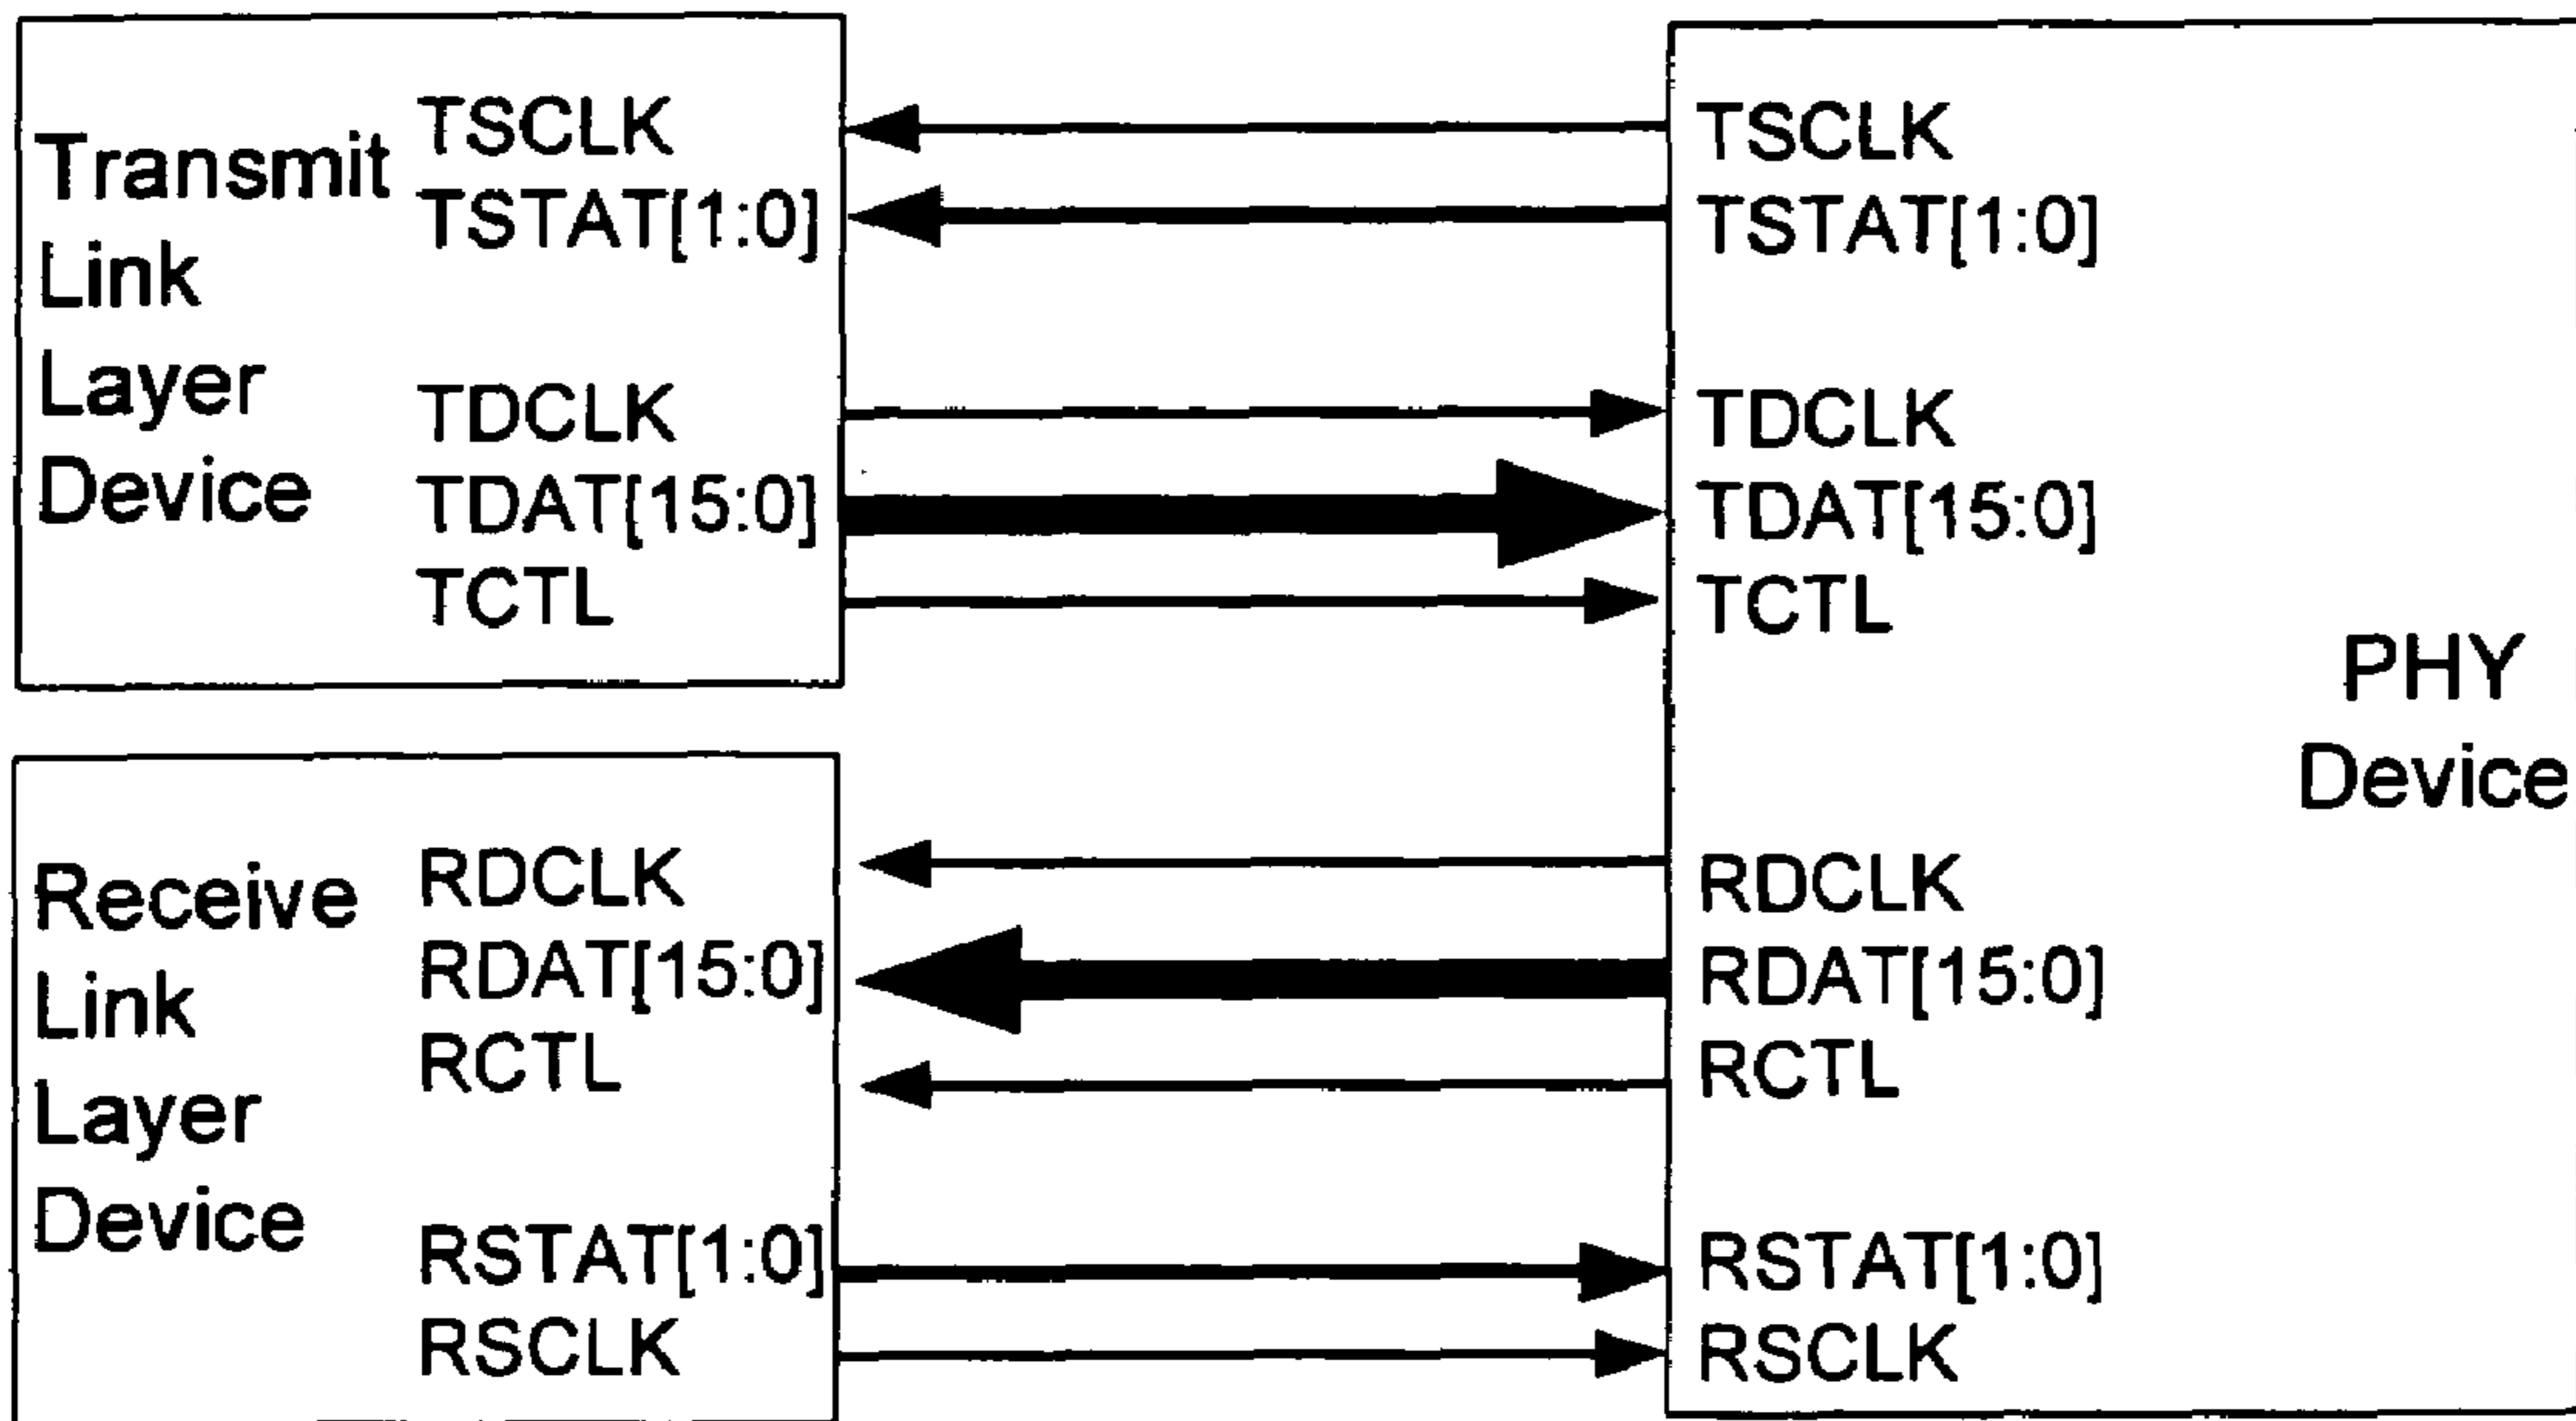 Transmit
Link
Layer
Device
TSCLK
TSTAT[1:0]
TDCLK
TDAT[15:0]
TCTL
TSCLK
TSTAT[1:0]
TDCLK
TDAT[15:0]
TCTL
PHY
Device
Receive
Link
Layer
Device
RDCLK
RDAT[15:0]
RCTL
RSTAT[1:0]
RSCLK
RDCLK
RDAT[15:0]
RCTL
RSTAT[1:0]
RSCLK